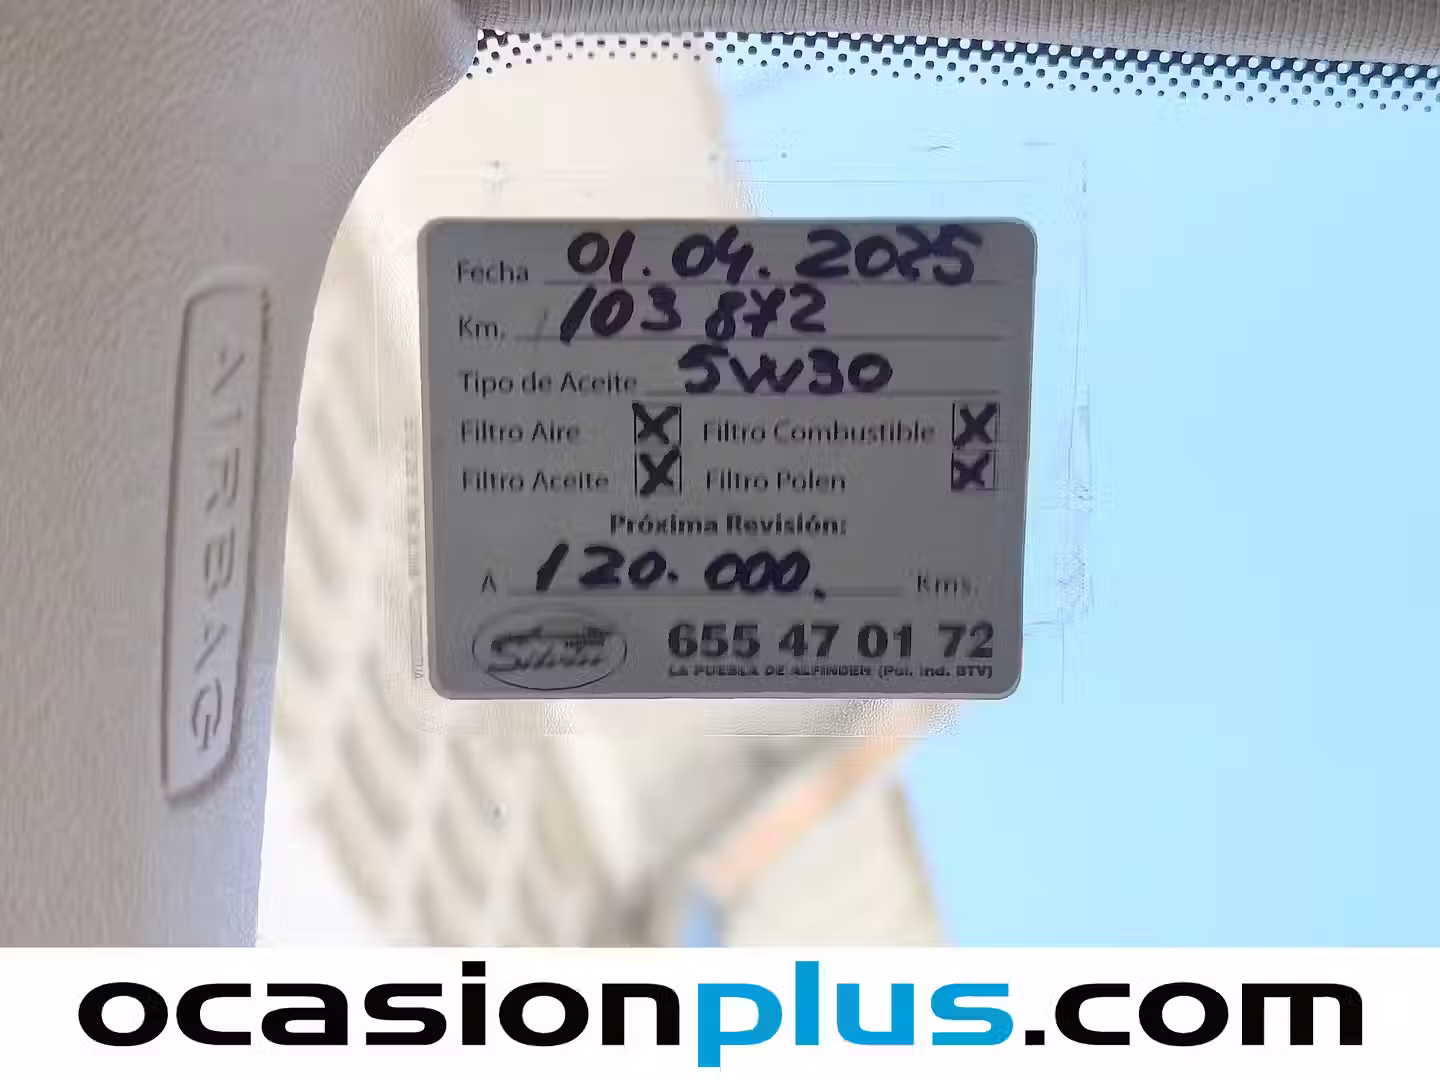 Fecha 01.04.2025
Km. 103 872
Tipo de Aceite 5W30
Filtro Aire X Filtro Combustible X
Filtro Aceite X Filtro Polen X
Próxima Revisión:
A 120.000. Kms.
655 47 01 72
LA PUEBLA DE ALFINDEN (Pol. Ind. BTV)
AIRBAG
ocasionplus.com